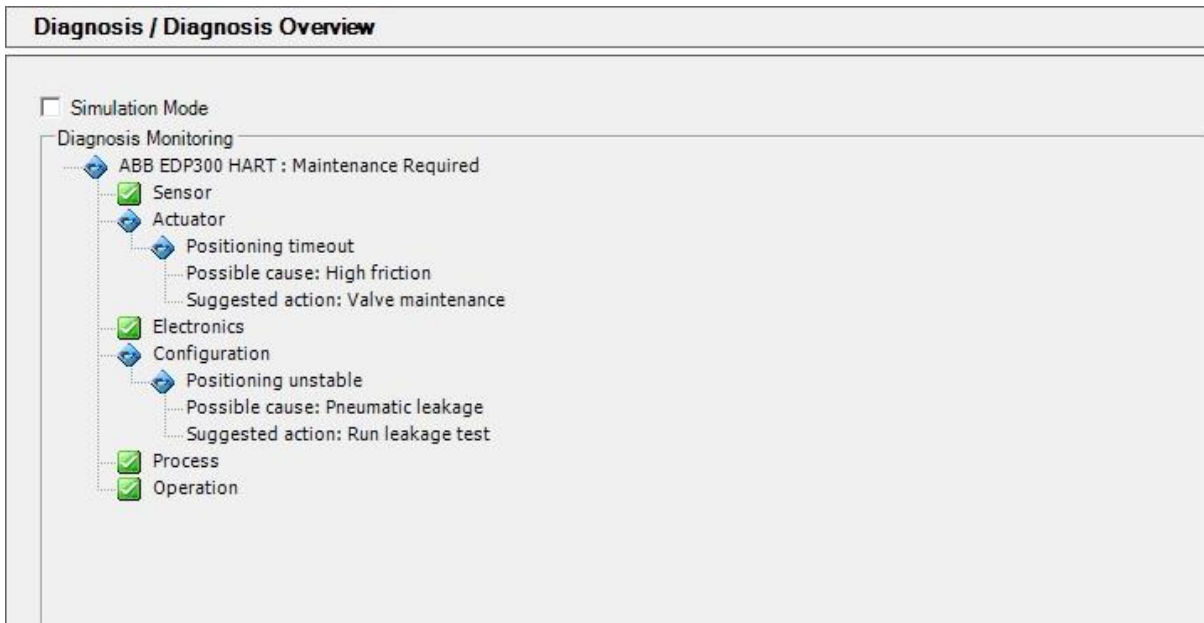 Diagnosis / Diagnosis Overview
Simulation Mode
Diagnosis Monitoring
ABB EDP300 HART : Maintenance Required
Sensor
Actuator
Positioning timeout
Possible cause: High friction
Suggested action: Valve maintenance
Electronics
Configuration
Positioning unstable
Possible cause: Pneumatic leakage
Suggested action: Run leakage test
Process
Operation